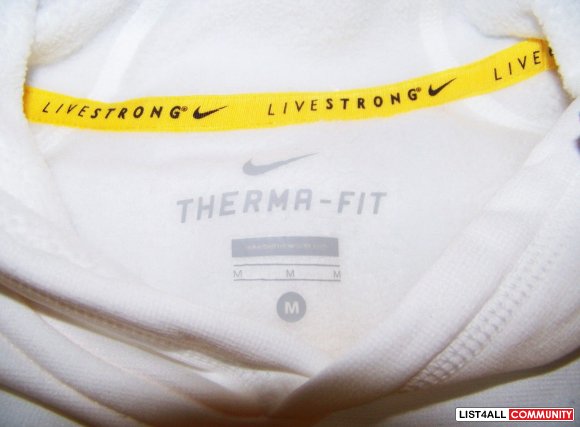 LIVESTRONG® LIVESTRONG® LIVE
THERMA-FIT
M M M
M
LIST4ALL COMMUNITY